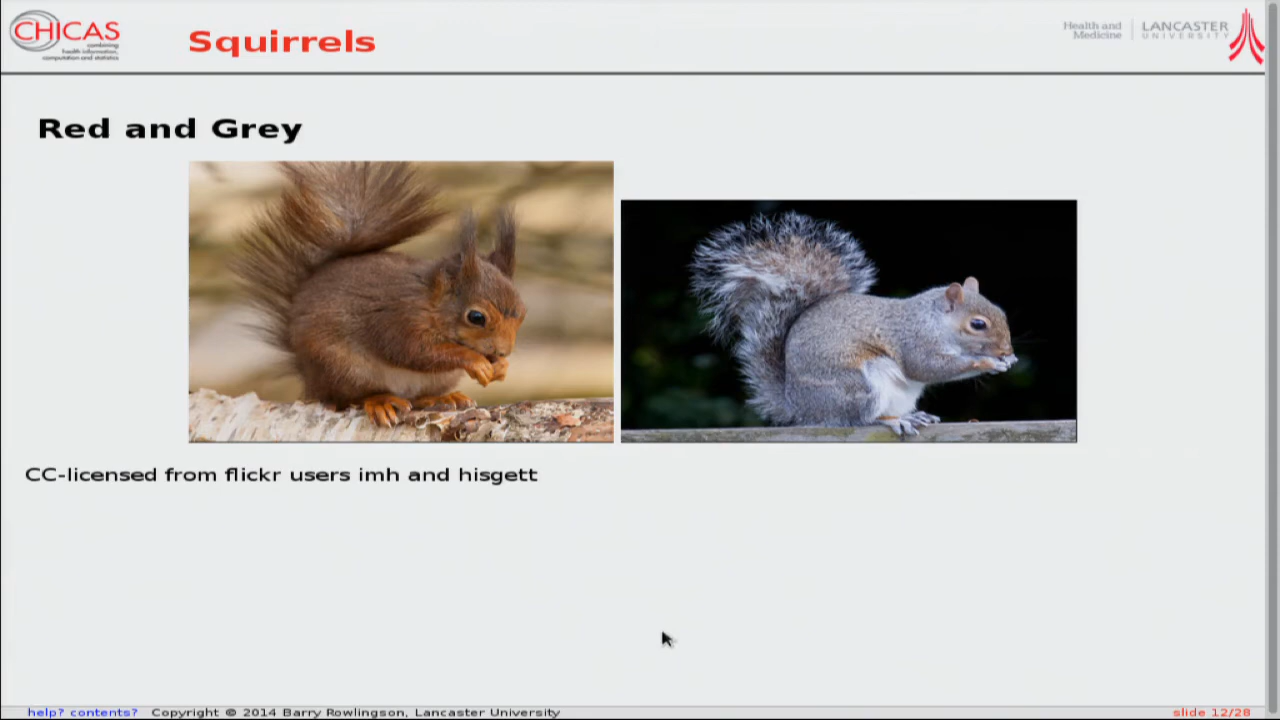 CHICAS
combining
health information,
computation and statistics
Squirrels
Health and
Medicine
LANCASTER
UNIVERSITY
Red and Grey
CC-licensed from flickr users imh and hisgett
help? contents? Copyright © 2014 Barry Rowlingson, Lancaster University
slide 12/28